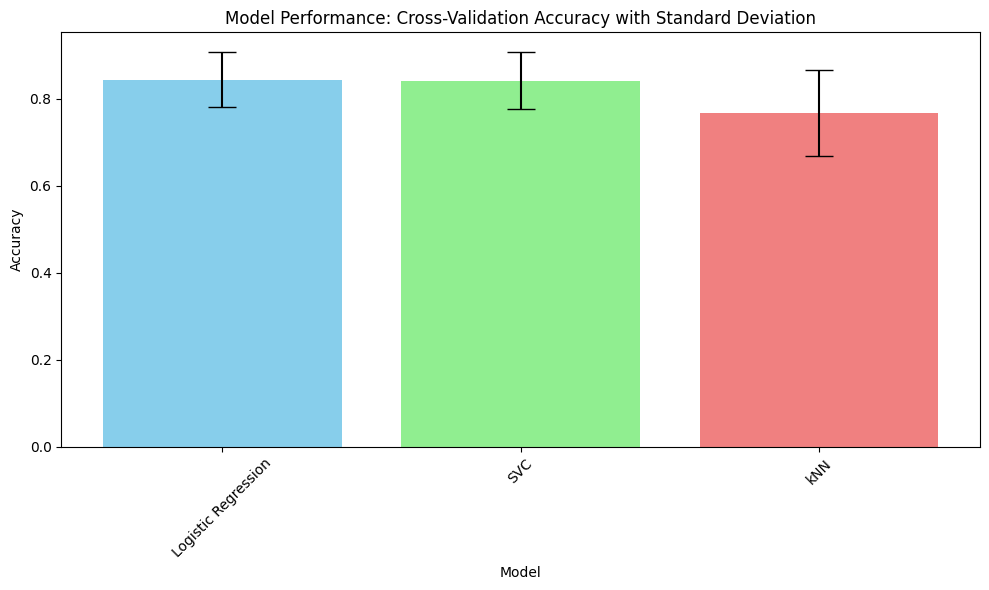 Model Performance: Cross-Validation Accuracy with Standard Deviation
Accuracy
0.8
0.6
0.4
0.2
0.0
Logistic Regression
SVC
kNN
Model